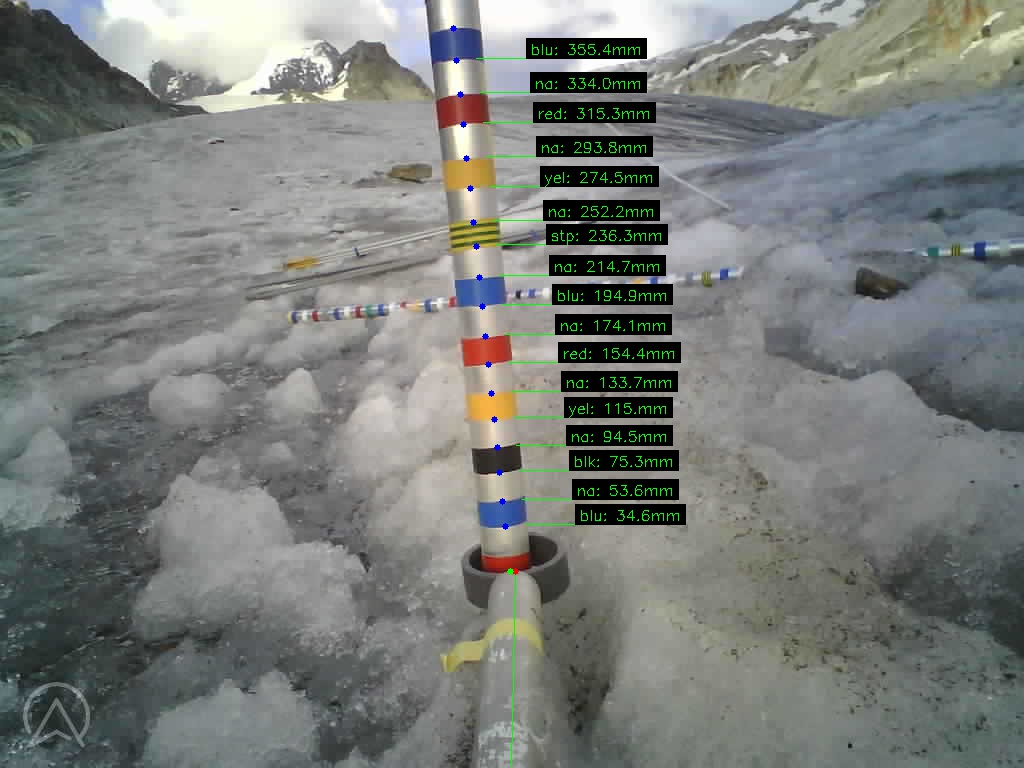 blu: 355.4mm
na: 334.0mm
red: 315.3mm
na: 293.8mm
yel: 274.5mm
na: 252.2mm
stp: 236.3mm
na: 214.7mm
blu: 194.9mm
na: 174.1mm
red: 154.4mm
na: 133.7mm
yel: 115.mm
na: 94.5mm
blk: 75.3mm
na: 53.6mm
blu: 34.6mm